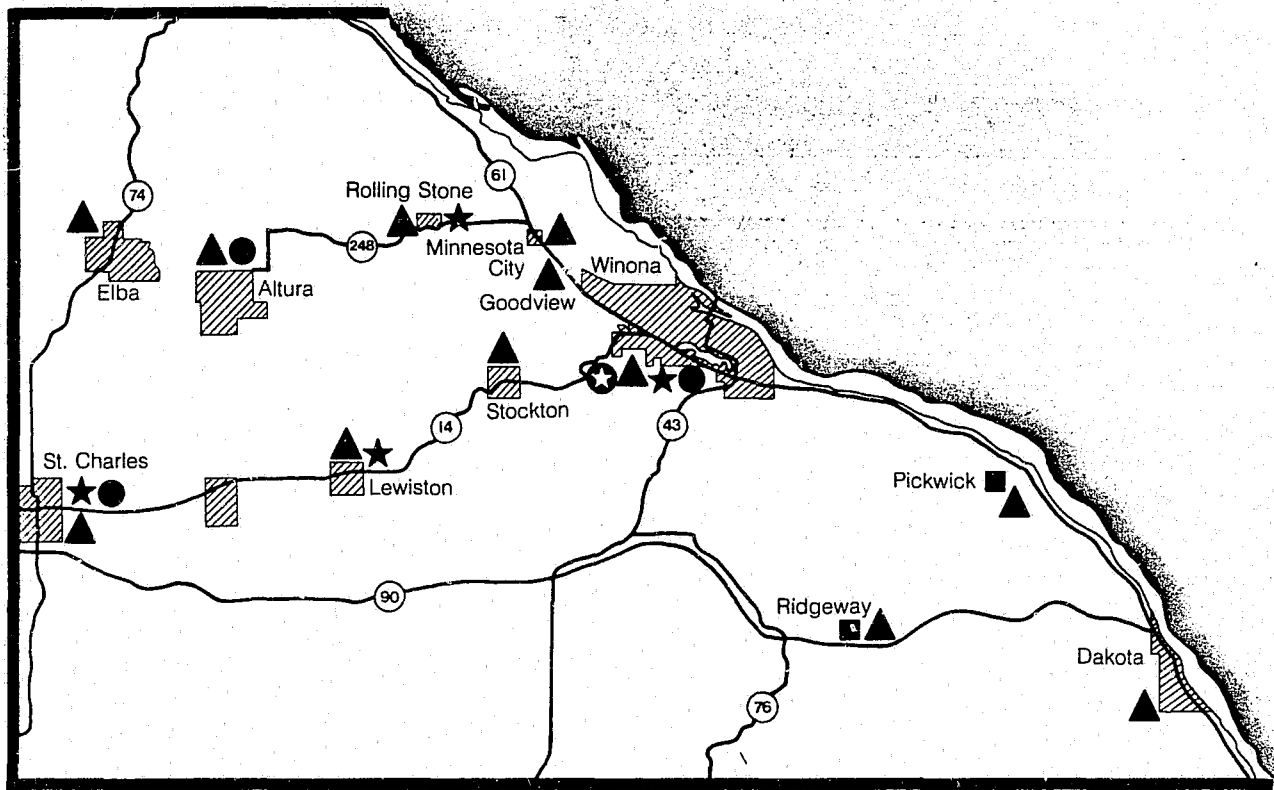 61
Rolling Stone
74
248
Minnesota
City
Winona
Elba
Altura
Goodview
Stockton
14
43
St. Charles
Lewiston
Pickwick
90
Ridgeway
Dakota
76